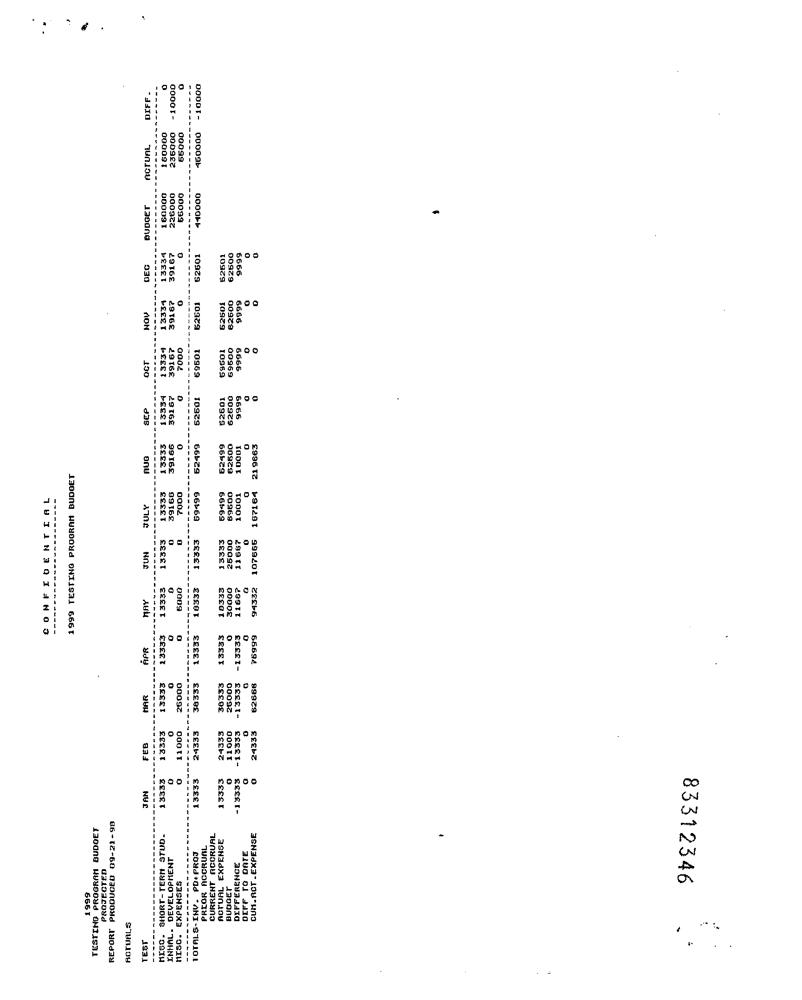 C O N F I D E N T I A L
1999 TESTING PROGRAM BUDGET
1999
TESTING PROGRAM BUDGET
PROJECTED
REPORT PRODUCED 09-21-98
ACTUALS
TEST JAN FEB MAR APR MAY JUN JULY AUG SEP OCT NOV DEC BUDGET ACTUAL DIFF.
MISC. SHORT-TERM STUD. 13333 13333 13333 13333 13333 13333 13333 13333 13334 13334 13334 13334 160000 160000 0
INHAL. DEVELOPMENT 0 0 0 0 0 0 39166 39166 39167 39167 39167 39167 225000 235000 -10000
MISC. EXPENSES 0 11000 25000 0 5000 0 7000 0 0 7000 0 0 55000 55000 0
TOTALS-INV. PD+PROJ 13333 24333 38333 13333 18333 13333 59499 52499 52501 59501 52501 52501 440000 450000 -10000
PRIOR ACCRUAL
CURRENT ACCRUAL
ACTUAL EXPENSE 13333 24333 38333 13333 18333 13333 59499 52499 52501 59501 52501 52501
BUDGET 0 11000 25000 0 30000 25000 69500 62500 62500 69500 62500 62500
DIFFERENCE -13333 -13333 -13333 -13333 11667 11667 10001 10001 9999 9999 9999 9999
DIFF TO DATE 0 0 0 0 0 0 0 0 0 0 0 0
CUM.ACT.EXPENSE 0 24333 62666 75999 94332 107665 167164 219663 0 0 0 0
83312346